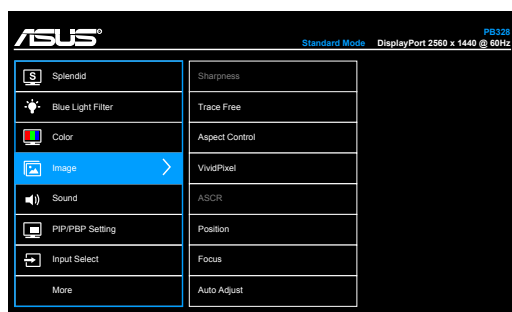 ASUS
PB328
Standard Mode DisplayPort 2560 x 1440 @ 60Hz
S Splendid
Blue Light Filter
Color
Image
Sound
PIP/PBP Setting
Input Select
More
Sharpness
Trace Free
Aspect Control
VividPixel
ASCR
Position
Focus
Auto Adjust